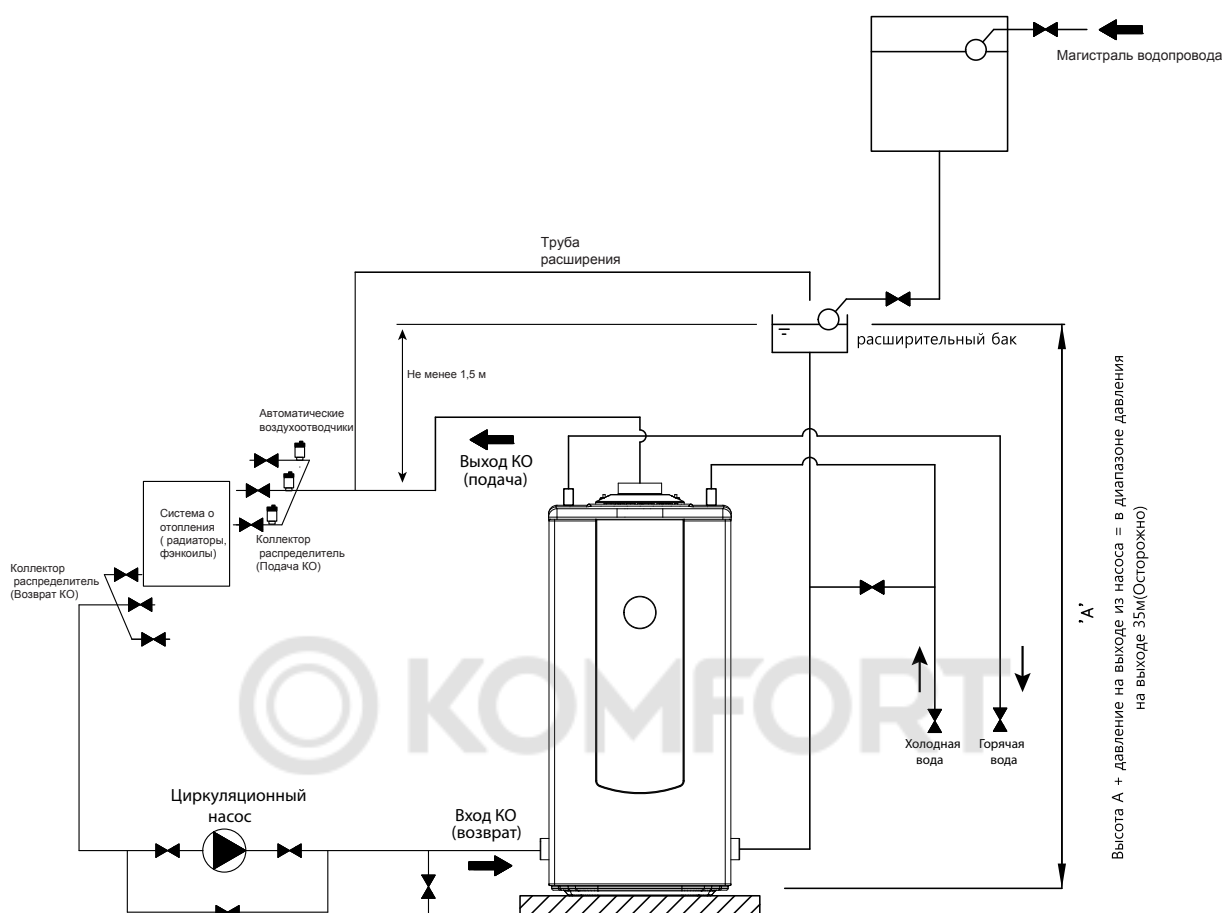 Магистраль водопровода
Труба
расширения
расширительный бак
Не менее 1,5 м
Автоматические
воздухоотводчики
Выход КО
(подача)
Система о
отопления
( радиаторы,
фэнкоилы)
Коллектор
распределитель
(Подача КО)
Коллектор
распределитель
(Возврат КО)
'A'
Высота А + давление на выходе из насоса = в диапазоне давления
на выходе 35м(Осторожно)
KOMFORT
Холодная
вода
Горячая
вода
Циркуляционный
насос
Вход КО
(возврат)